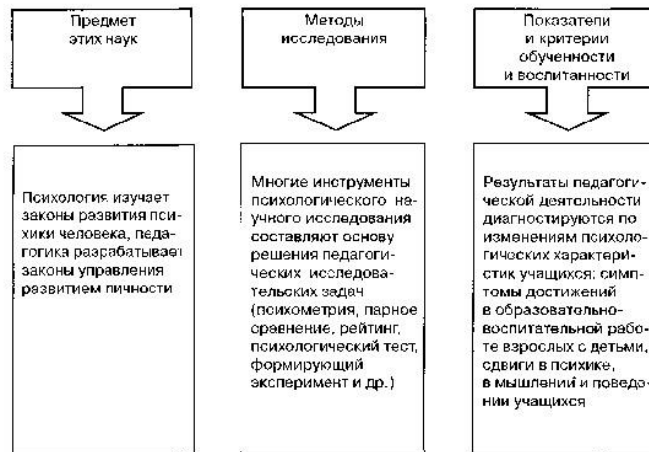 Предмет
этих наук
Методы
исследования
Показатели
и критерии
обученности
и воспитанности
Психология изучает
законы развития пси-
хики человека, педа-
гогика разрабатывает
законы управления
развитием личности
Многие инструменты
психологического на-
учного исследования
составляют основу
решения педагоги-
ческих исследова-
тельских задач
(психометрия, парное
сравнение, рейтинг,
психологический тест,
формирующий
эксперимент и др.)
Результаты педагоги-
ческой деятельности
диагностируются по
изменениям психоло-
гических характери-
стик учащихся: симп-
томы достижений
в образовательно-
воспитательной рабо-
те взрослых с детьми,
сдвиги в психике,
в мышлении и поведе-
нии учащихся